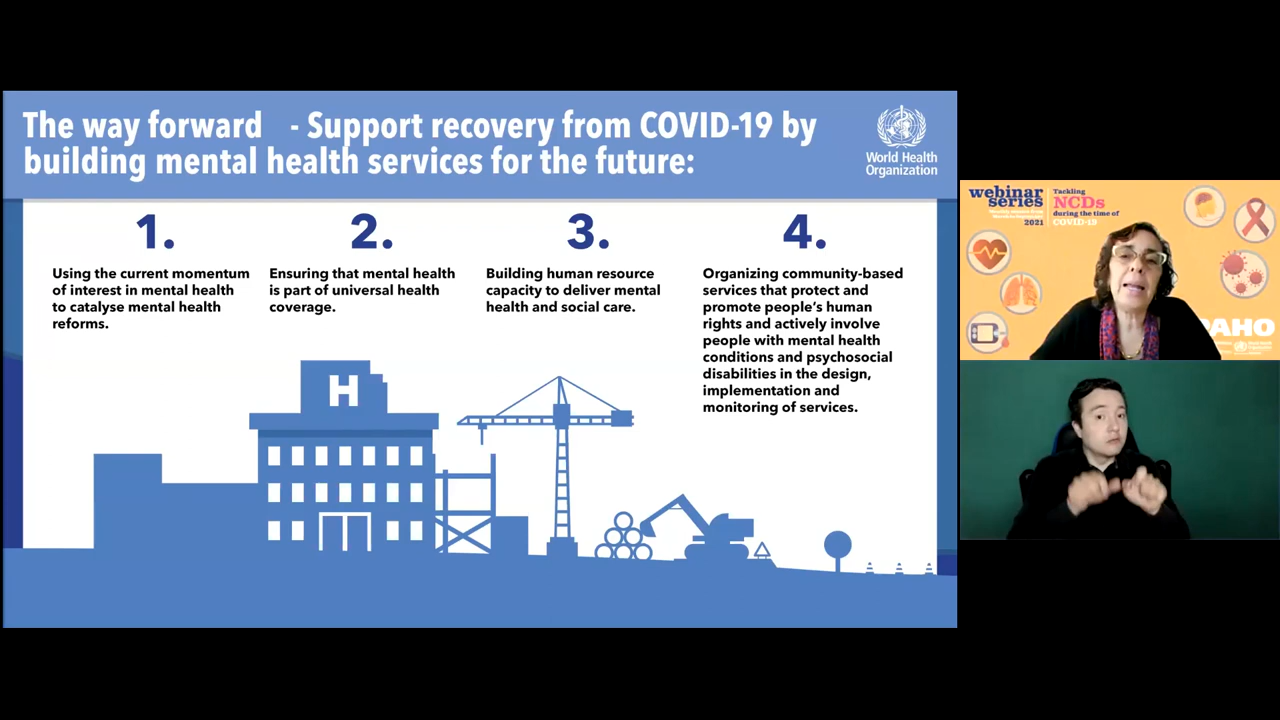 The way forward - Support recovery from COVID-19 by
building mental health services for the future:
World Health
Organization
1.
Using the current momentum
of interest in mental health
to catalyse mental health
reforms.
2.
Ensuring that mental health
is part of universal health
coverage.
3.
Building human resource
capacity to deliver mental
health and social care.
4.
Organizing community-based
services that protect and
promote people's human
rights and actively involve
people with mental health
conditions and psychosocial
disabilities in the design,
implementation and
monitoring of services.
H
webinar
series
2021
Tackling
NCDs
during the time of
COVID-19
PAHO